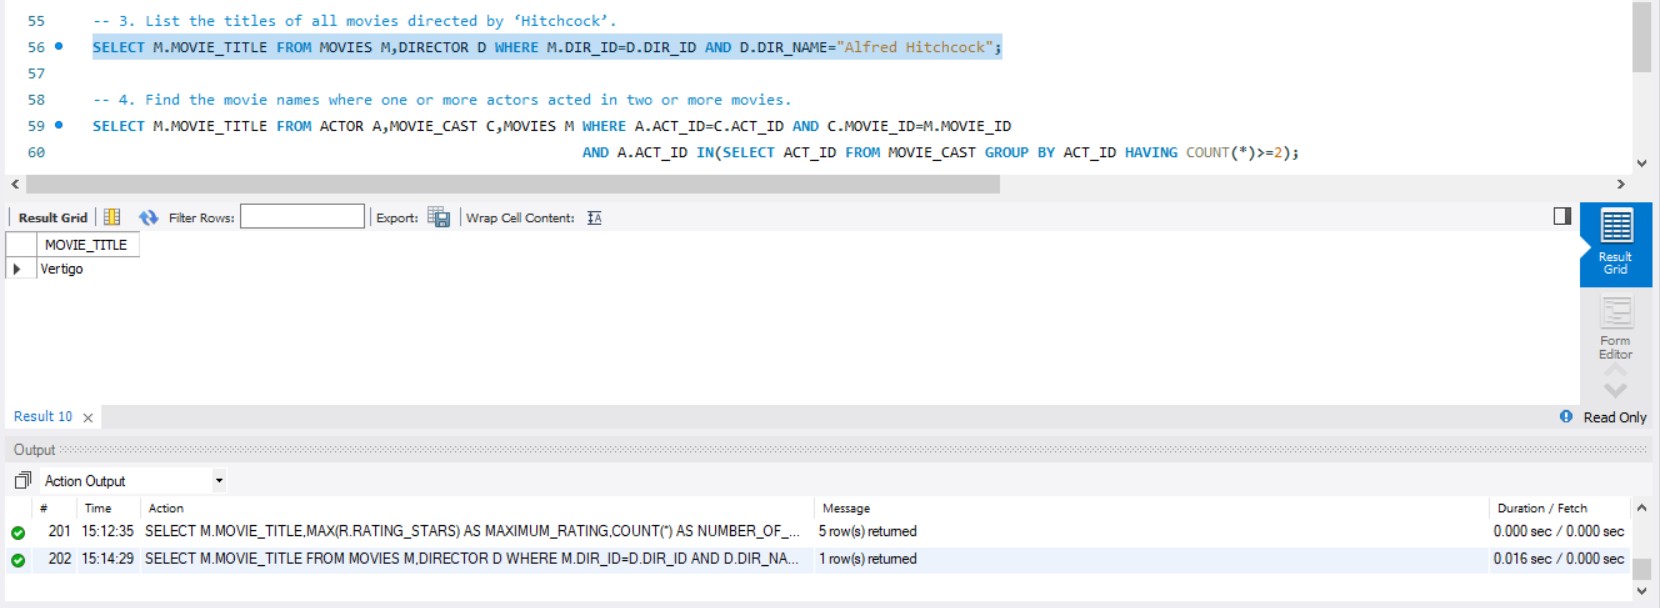 55 -- 3. List the titles of all movies directed by ‘Hitchcock’.
56 SELECT M.MOVIE_TITLE FROM MOVIES M,DIRECTOR D WHERE M.DIR_ID=D.DIR_ID AND D.DIR_NAME="Alfred Hitchcock";
57
58 -- 4. Find the movie names where one or more actors acted in two or more movies.
59 SELECT M.MOVIE_TITLE FROM ACTOR A,MOVIE_CAST C,MOVIES M WHERE A.ACT_ID=C.ACT_ID AND C.MOVIE_ID=M.MOVIE_ID
60 AND A.ACT_ID IN(SELECT ACT_ID FROM MOVIE_CAST GROUP BY ACT_ID HAVING COUNT(*)>=2);
Result Grid Filter Rows: Export: Wrap Cell Content: IA
MOVIE_TITLE
Vertigo
Result
Grid
Form
Editor
Result 10 Read Only
Output
Action Output
# Time Action Message Duration / Fetch
201 15:12:35 SELECT M.MOVIE_TITLE,MAX(R.RATING_STARS) AS MAXIMUM_RATING,COUNT(*) AS NUMBER_OF_... 5 row(s) returned 0.000 sec / 0.000 sec
202 15:14:29 SELECT M.MOVIE_TITLE FROM MOVIES M,DIRECTOR D WHERE M.DIR_ID=D.DIR_ID AND D.DIR_NA... 1 row(s) returned 0.016 sec / 0.000 sec